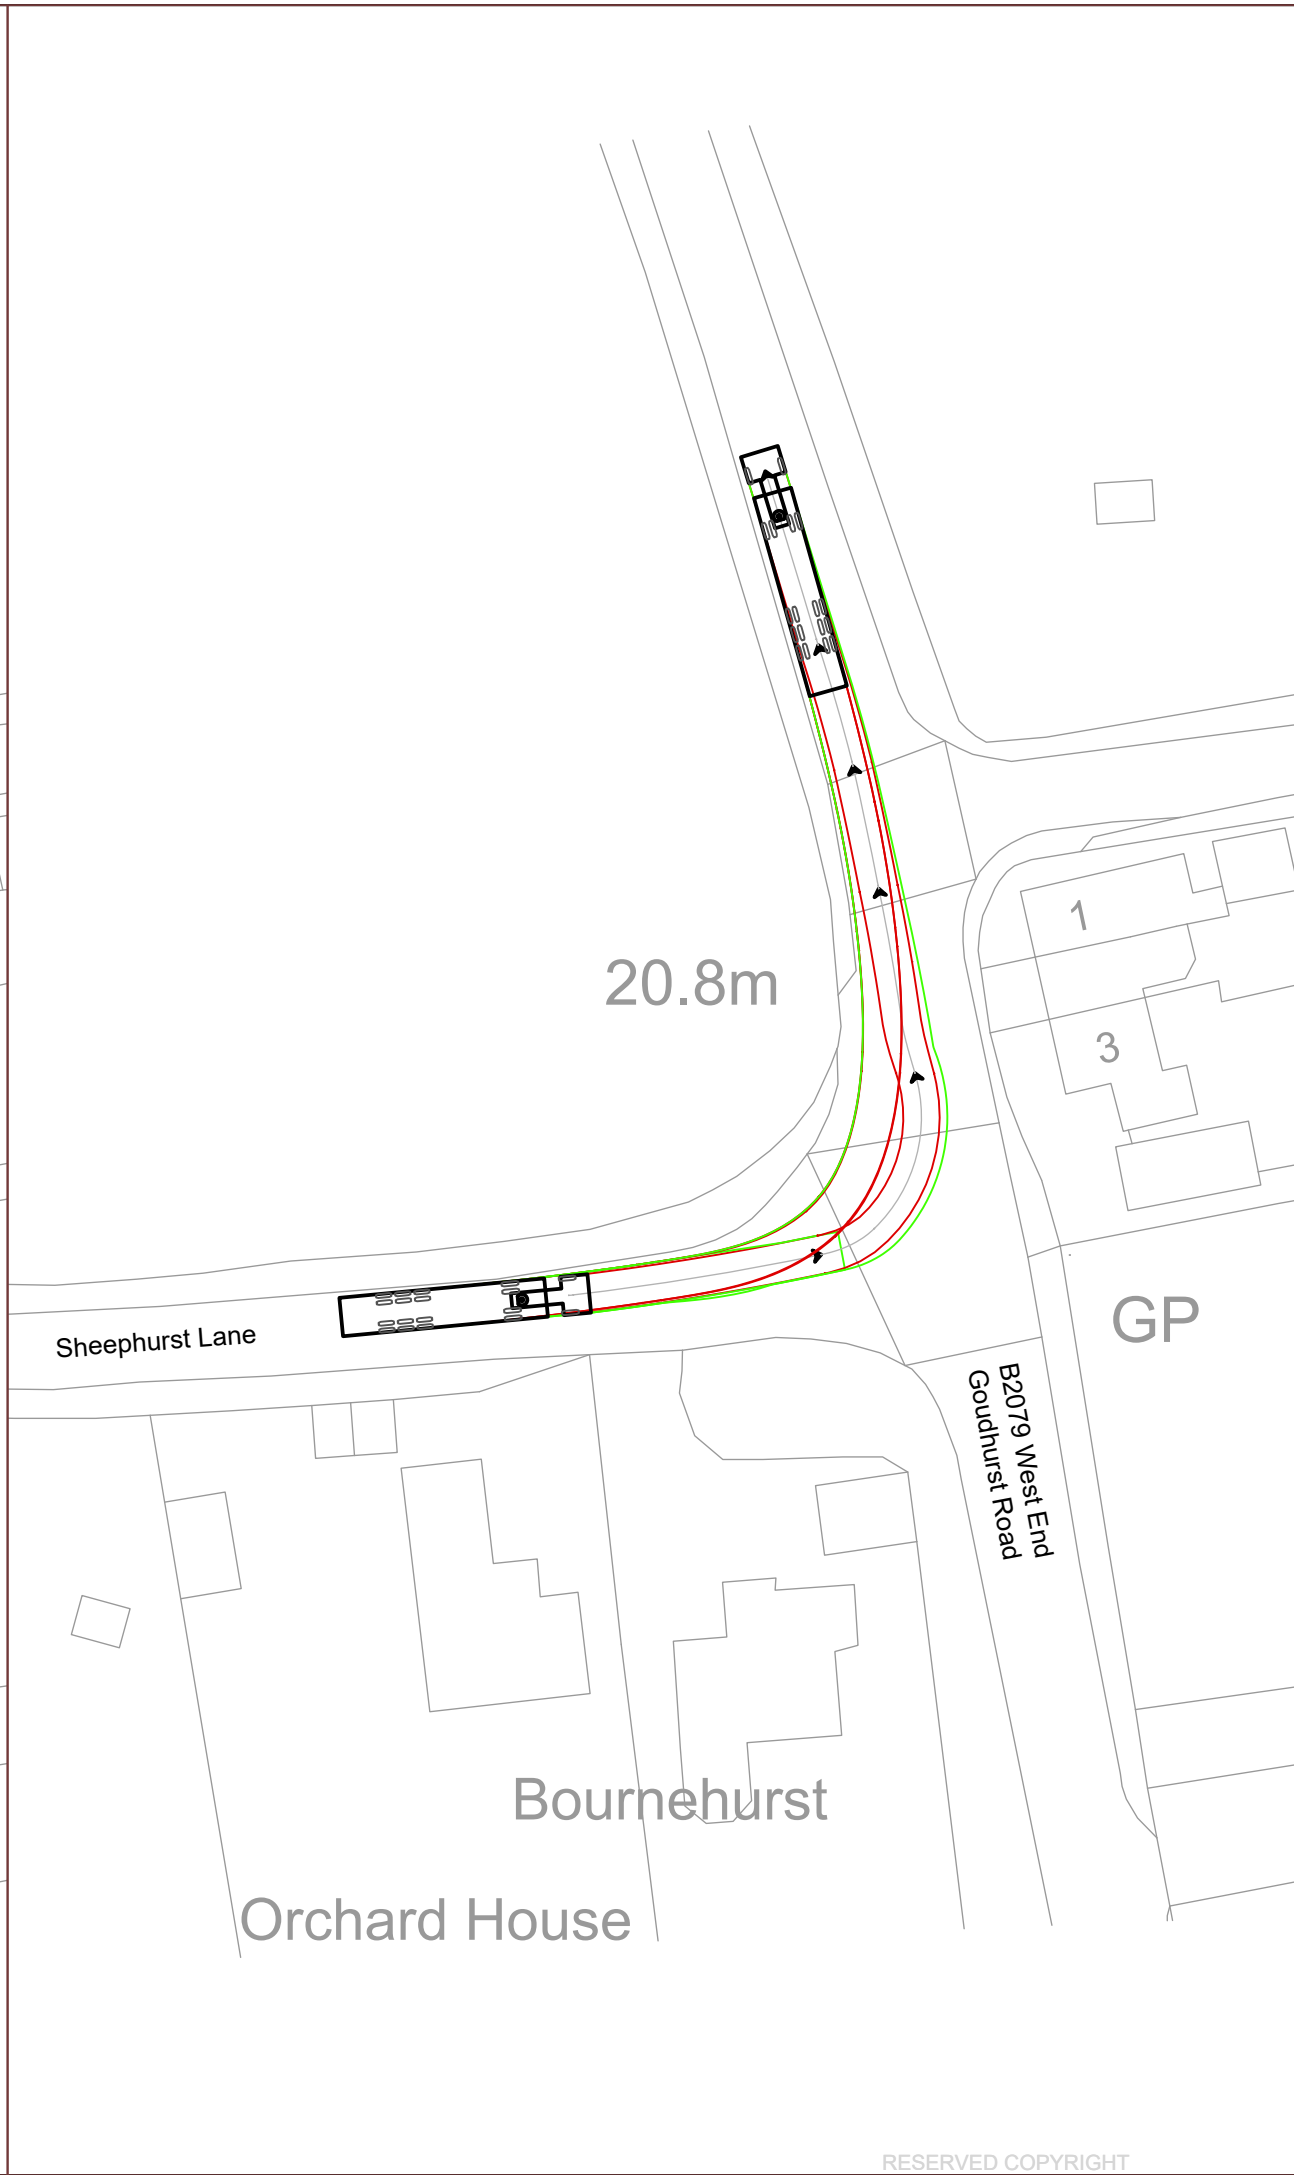 1
20.8m
3
GP
Sheephurst Lane
B2079 West End
Goudhurst Road
Bournehurst
Orchard House
RESERVED COPYRIGHT